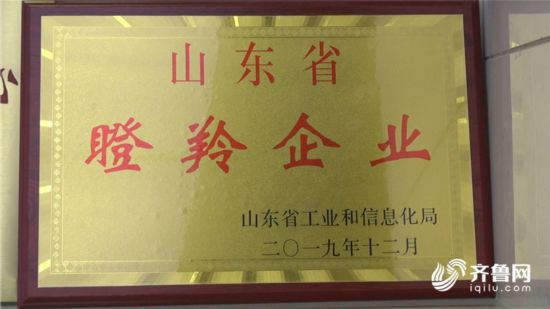 山东省
瞪羚企业
山东省工业和信息化局
二〇一九年十二月
齐鲁网
iqilu.com